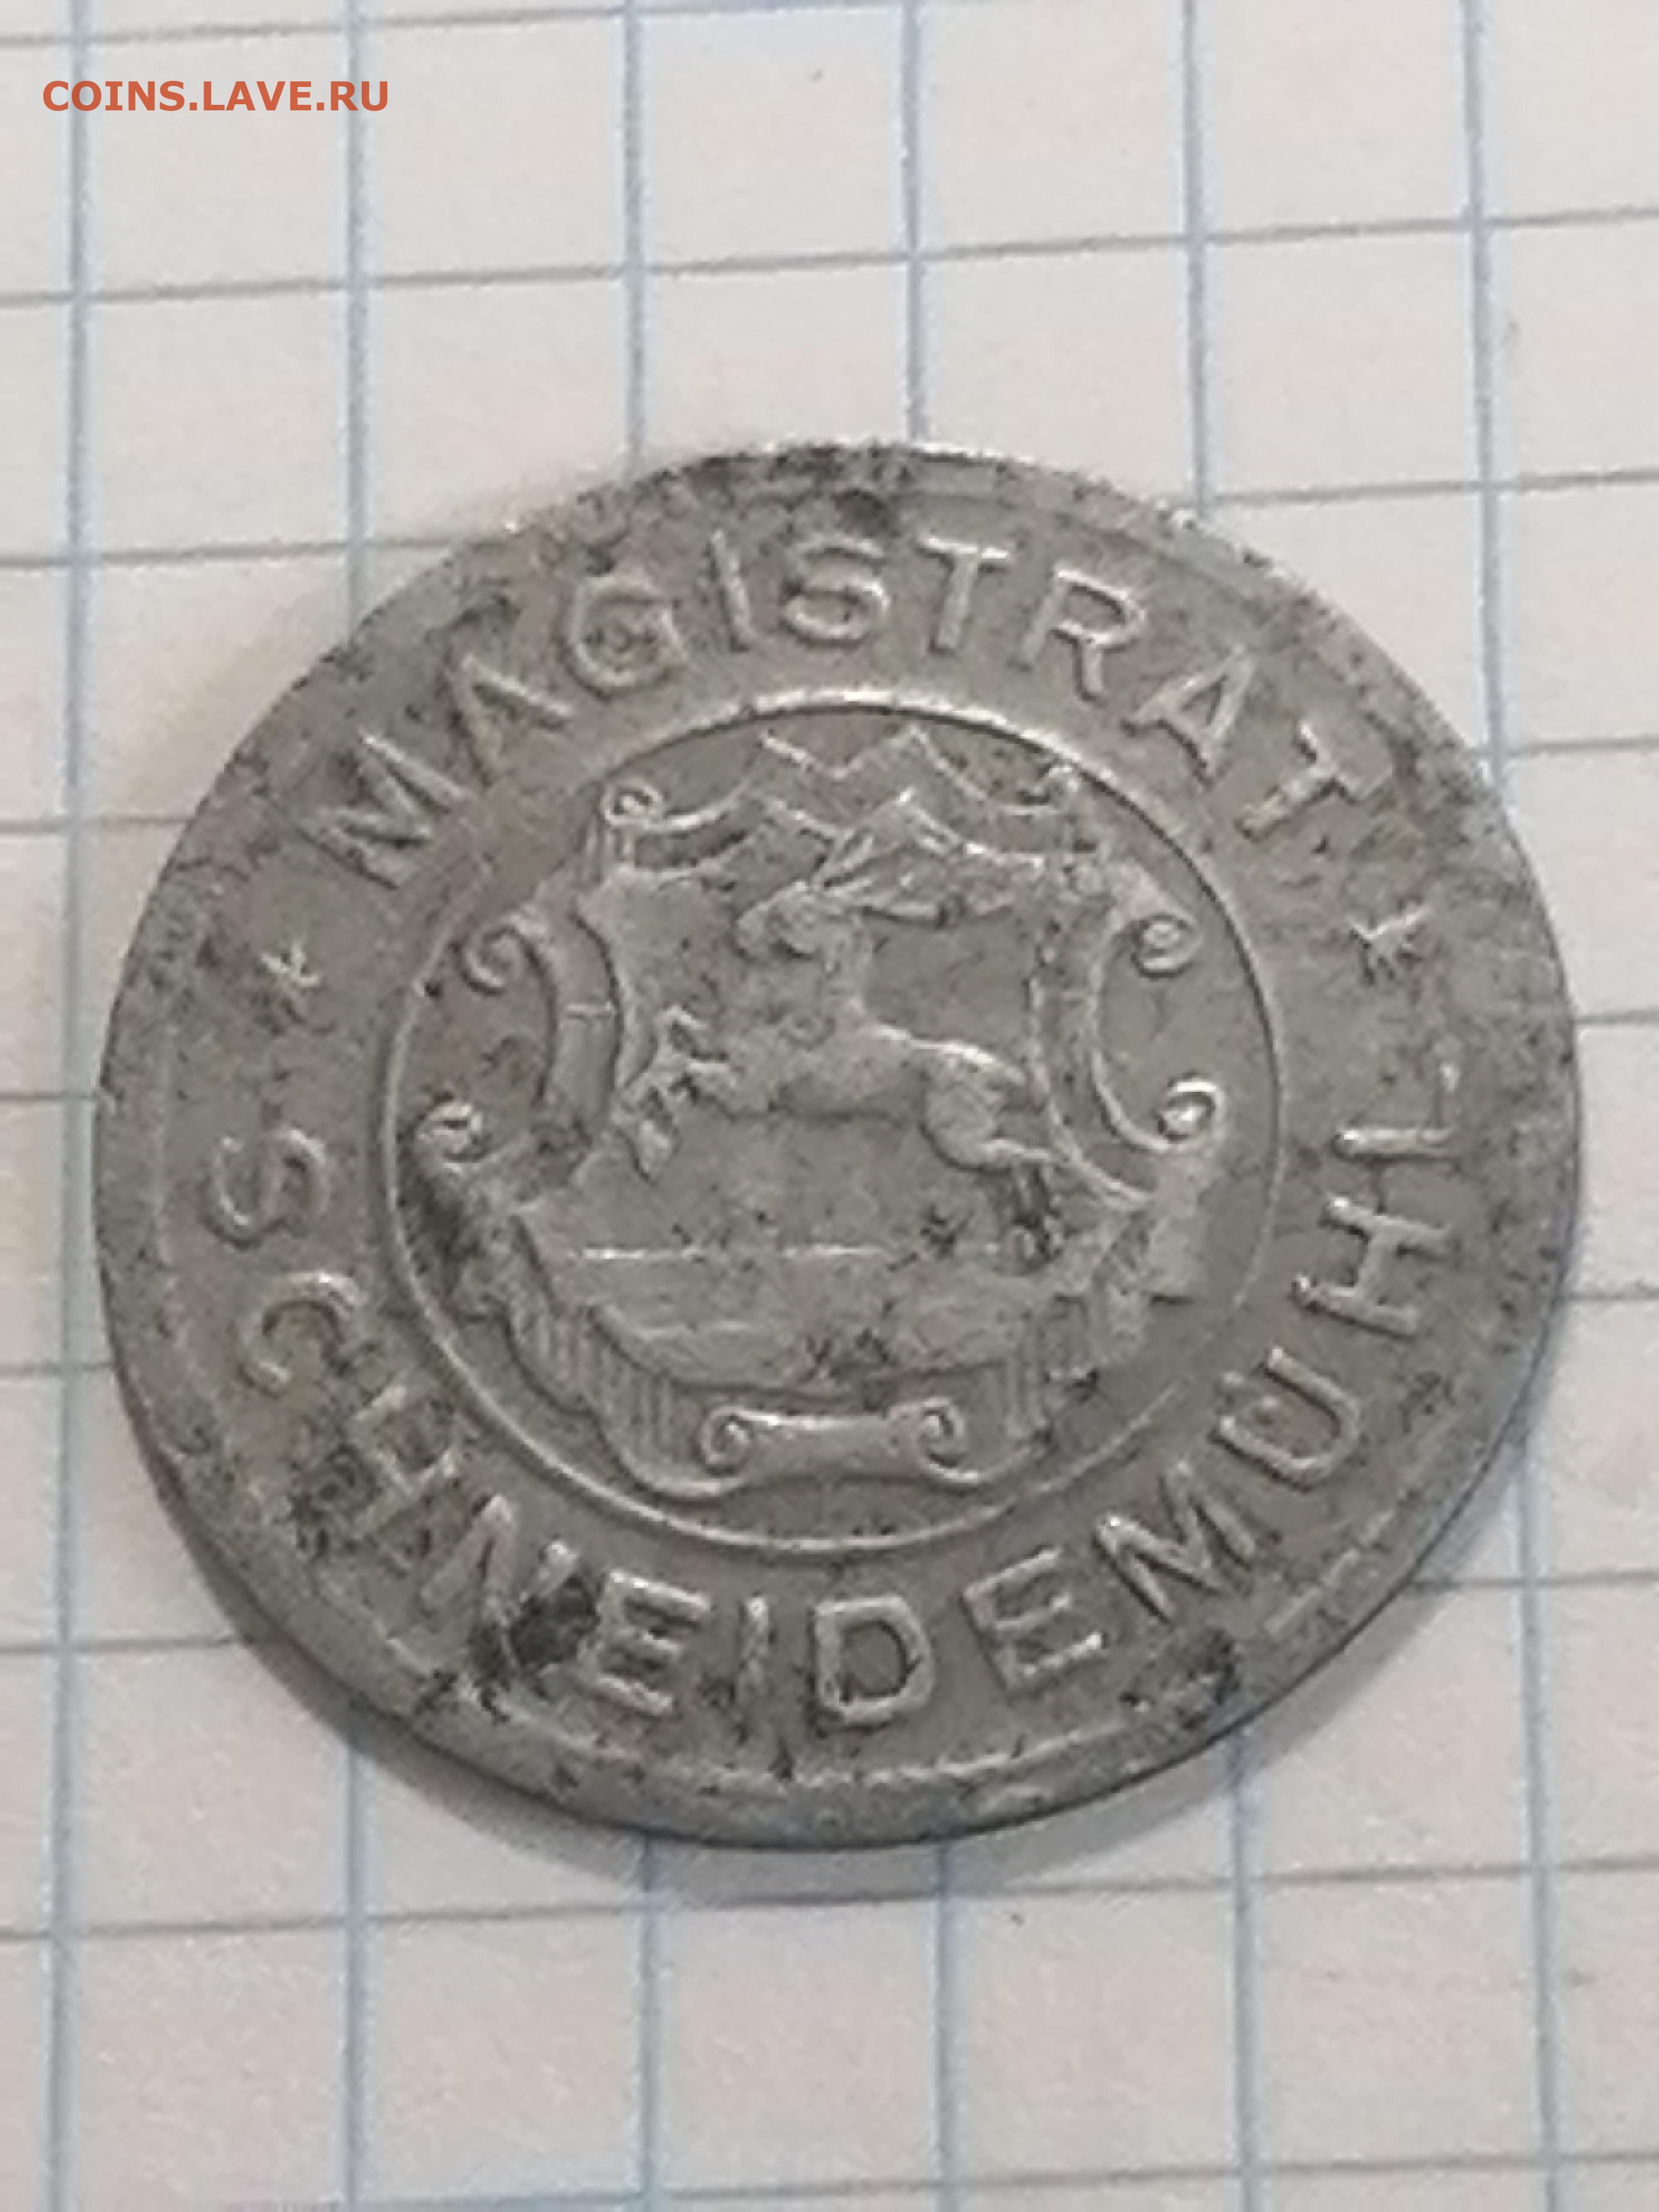 COINS.LAVE.RU
* MAGISTRAT *
SCHNEIDEMÜHL